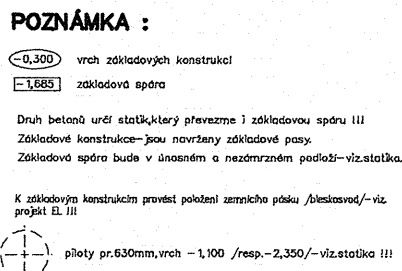 POZNÁMKA :
-0,300 vrch základových konstrukcí
-1,685 základová spára
Druh betonů určí statik,který převezme i základovou spáru !!!
Základové konstrukce-jsou navrženy základové pasy.
Základová spára bude v únosném a nezámrzném podloží-viz.statika.
K základovým konstrukcím provést položení zemnicího pásku /bleskosvod/-viz.
projekt EL !!!
piloty pr.630mm,vrch -1,100 /resp.-2,350/-viz.statika !!!